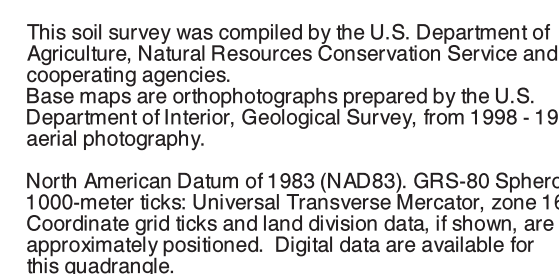 This soil survey was compiled by the U.S. Department of
Agriculture, Natural Resources Conservation Service and
cooperating agencies.
Base maps are orthophotographs prepared by the U.S.
Department of Interior, Geological Survey, from 1998 - 19
aerial photography.

North American Datum of 1983 (NAD83). GRS-80 Sphero
1000-meter ticks: Universal Transverse Mercator, zone 16
Coordinate grid ticks and land division data, if shown, are
approximately positioned. Digital data are available for
this quadrangle.